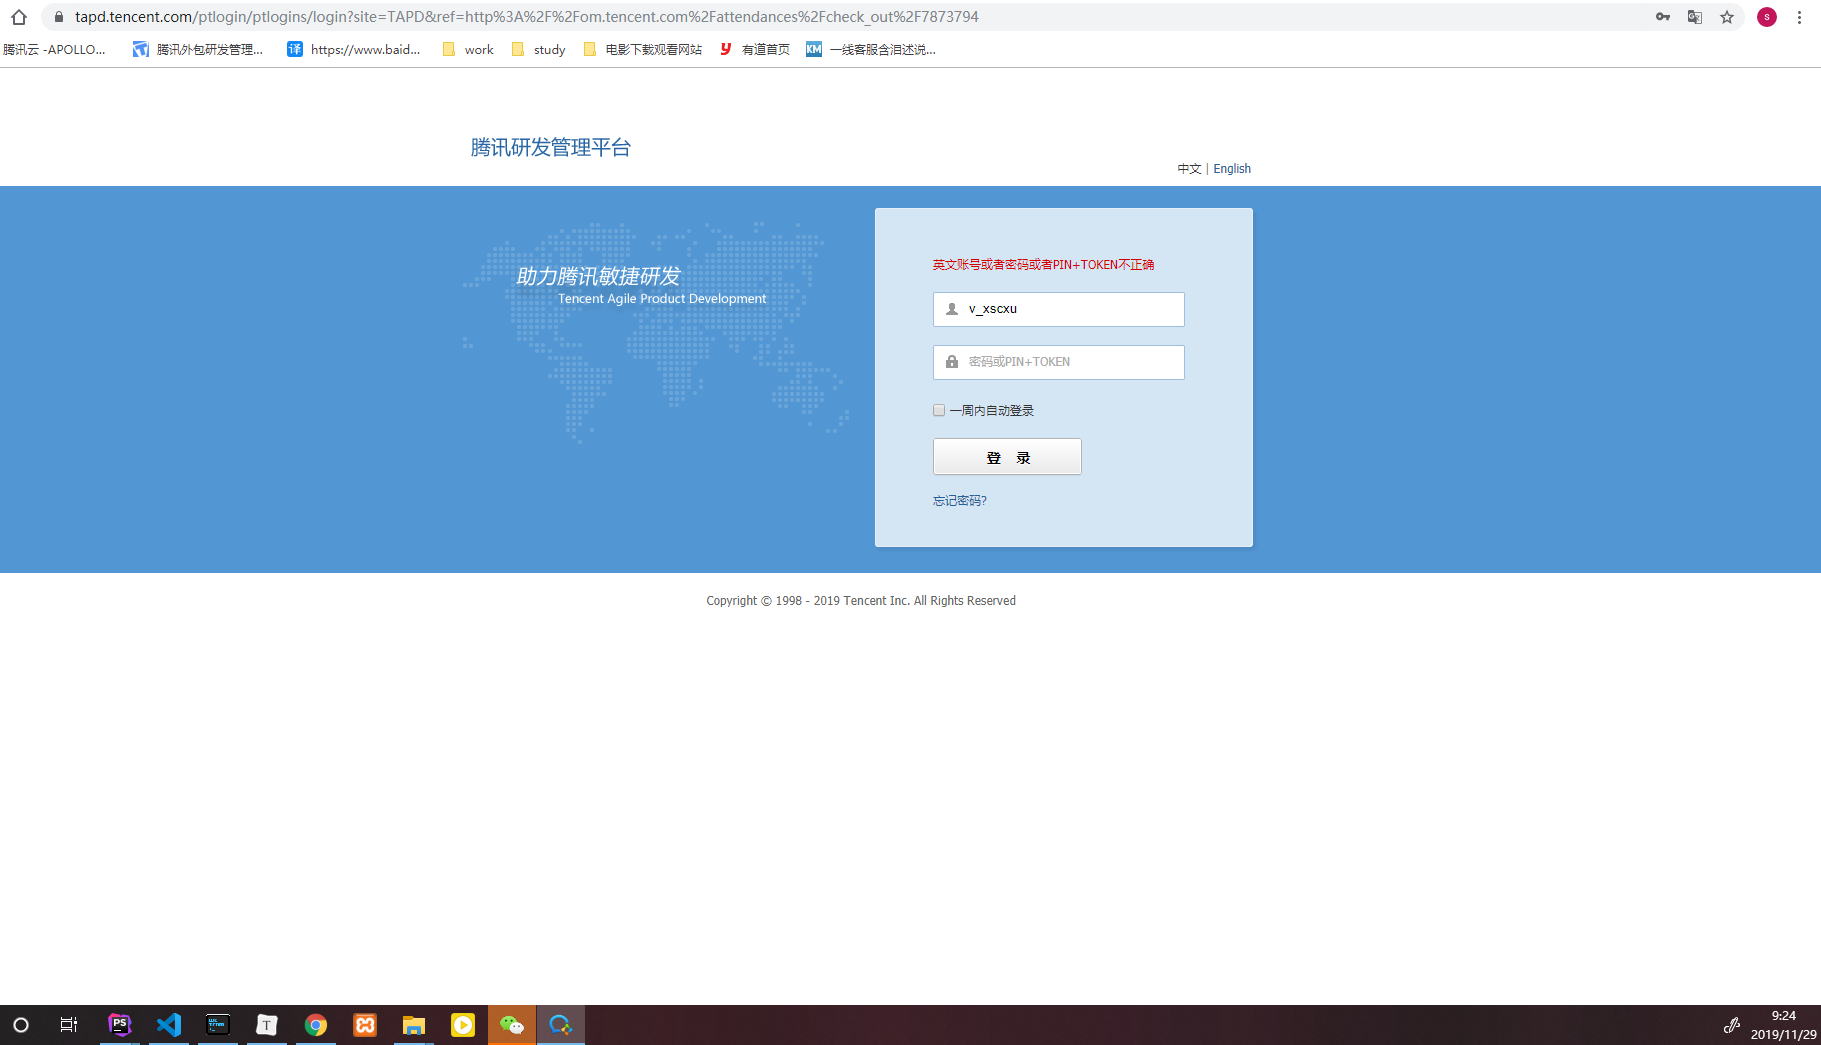 tapd.tencent.com/ptlogin/ptlogins/login?site=TAPD&ref=http%3A%2F%2Fom.tencent.com%2Fattendances%2Fcheck_out%2F7873794
s
腾讯云 -APOLLO...
腾讯外包研发管理...
译 https://www.baid...
work
study
电影下载观看网站
有道首页
KM 一线客服含泪述说...
腾讯研发管理平台
中文 | English
助力腾讯敏捷研发
Tencent Agile Product Development
英文账号或者密码或者PIN+TOKEN不正确
v_xscxu
密码或PIN+TOKEN
一周内自动登录
登 录
忘记密码?
Copyright © 1998 - 2019 Tencent Inc. All Rights Reserved
PS
T
9:24
2019/11/29